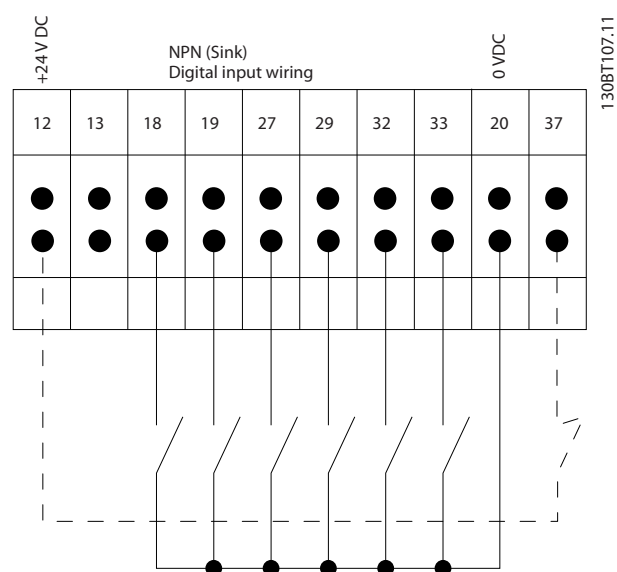 +24 V DC
NPN (Sink)
Digital input wiring
0 VDC
130BT107.11
12 13 18 19 27 29 32 33 20 37